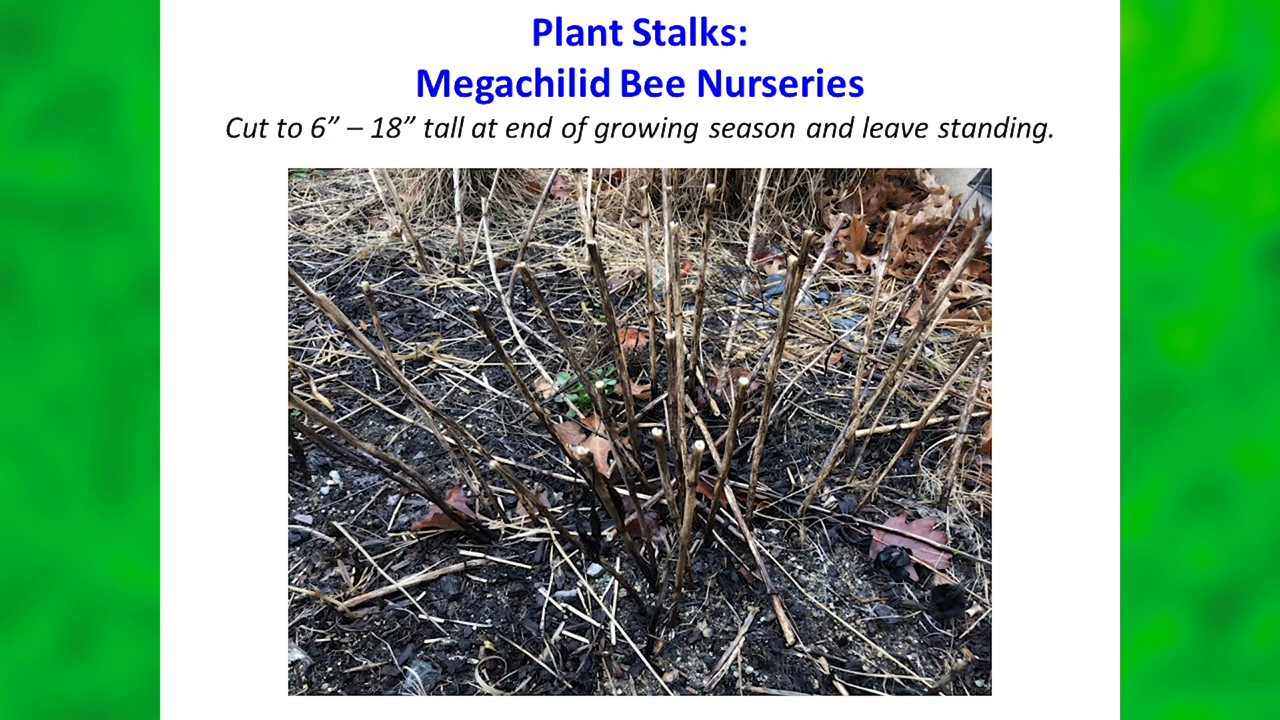 Plant Stalks:
Megachilid Bee Nurseries
Cut to 6” – 18” tall at end of growing season and leave standing.